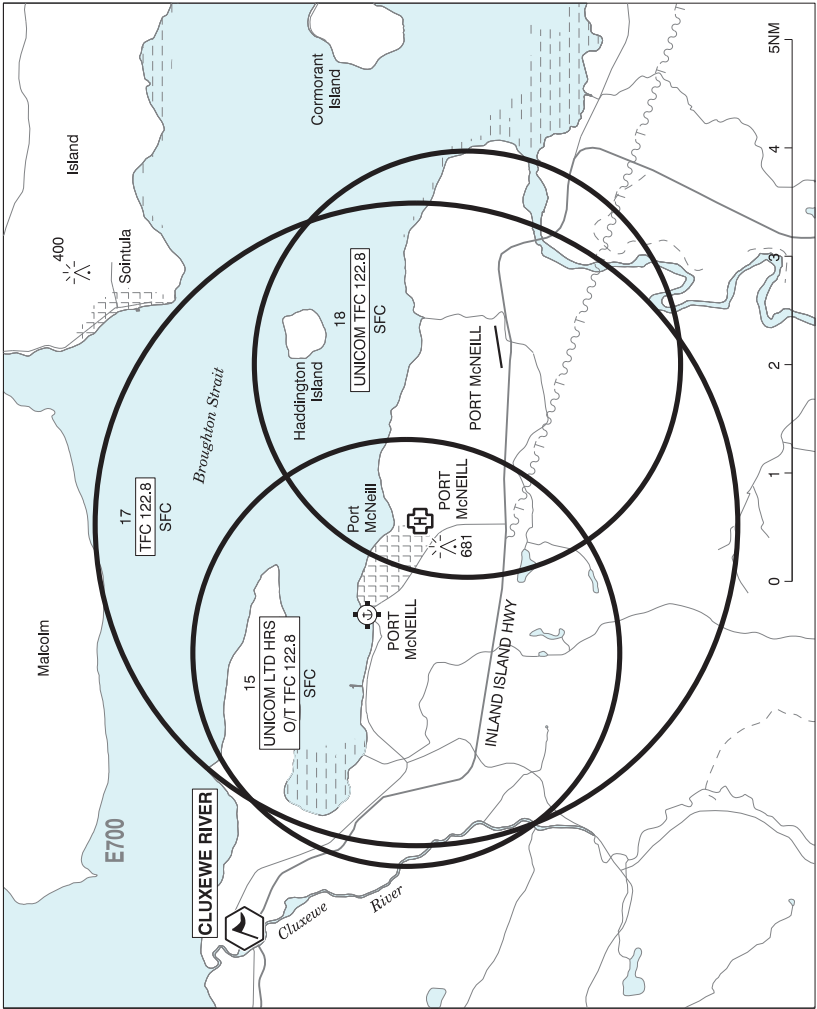 Malcolm
Island
400
Sointula
Cormorant
Island
E700
Broughton Strait
17
TFC 122.8
SFC
Haddington
Island
18
UNICOM TFC 122.8
SFC
15
UNICOM LTD HRS
O/T TFC 122.8
SFC
CLUXEWE RIVER
Cluxewe
River
Port
McNeill
PORT
McNEILL
PORT
McNEILL
H
681
PORT McNEILL
INLAND ISLAND HWY
T
T
T
T
T
T
0
1
2
3
4
5NM